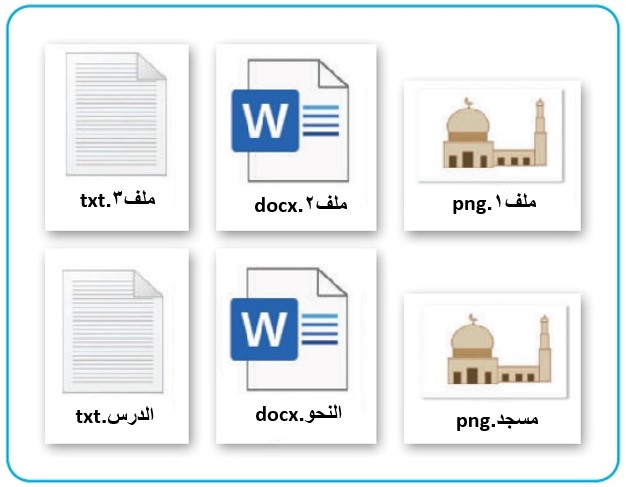 ملف١.png
W
ملف٢.docx
ملف٣.txt
مسجد.png
W
النحو.docx
الدرس.txt